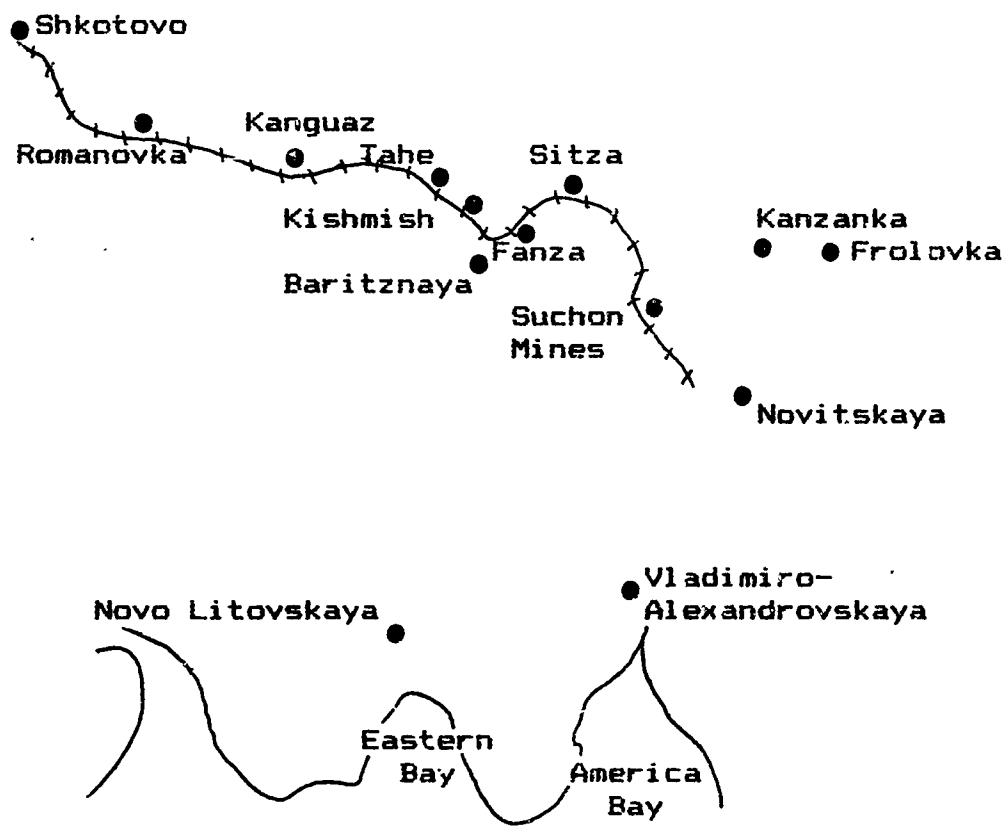 Shkotovo
Kanguaz
Romanovka
Tahe
Sitza
Kishmish
Kanzanka
Fanza
Frolovka
Baritznaya
Suchon
Mines
Novitskaya
Vladimiro-
Alexandrovskaya
Novo Litovskaya
Eastern
Bay
America
Bay